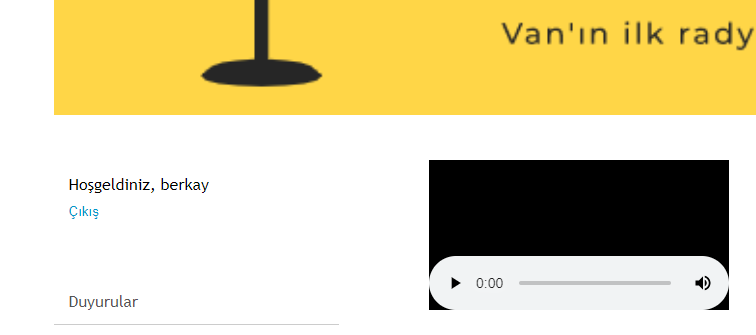 Van'ın ilk rady
Hoşgeldiniz, berkay
Çıkış
0:00
Duyurular